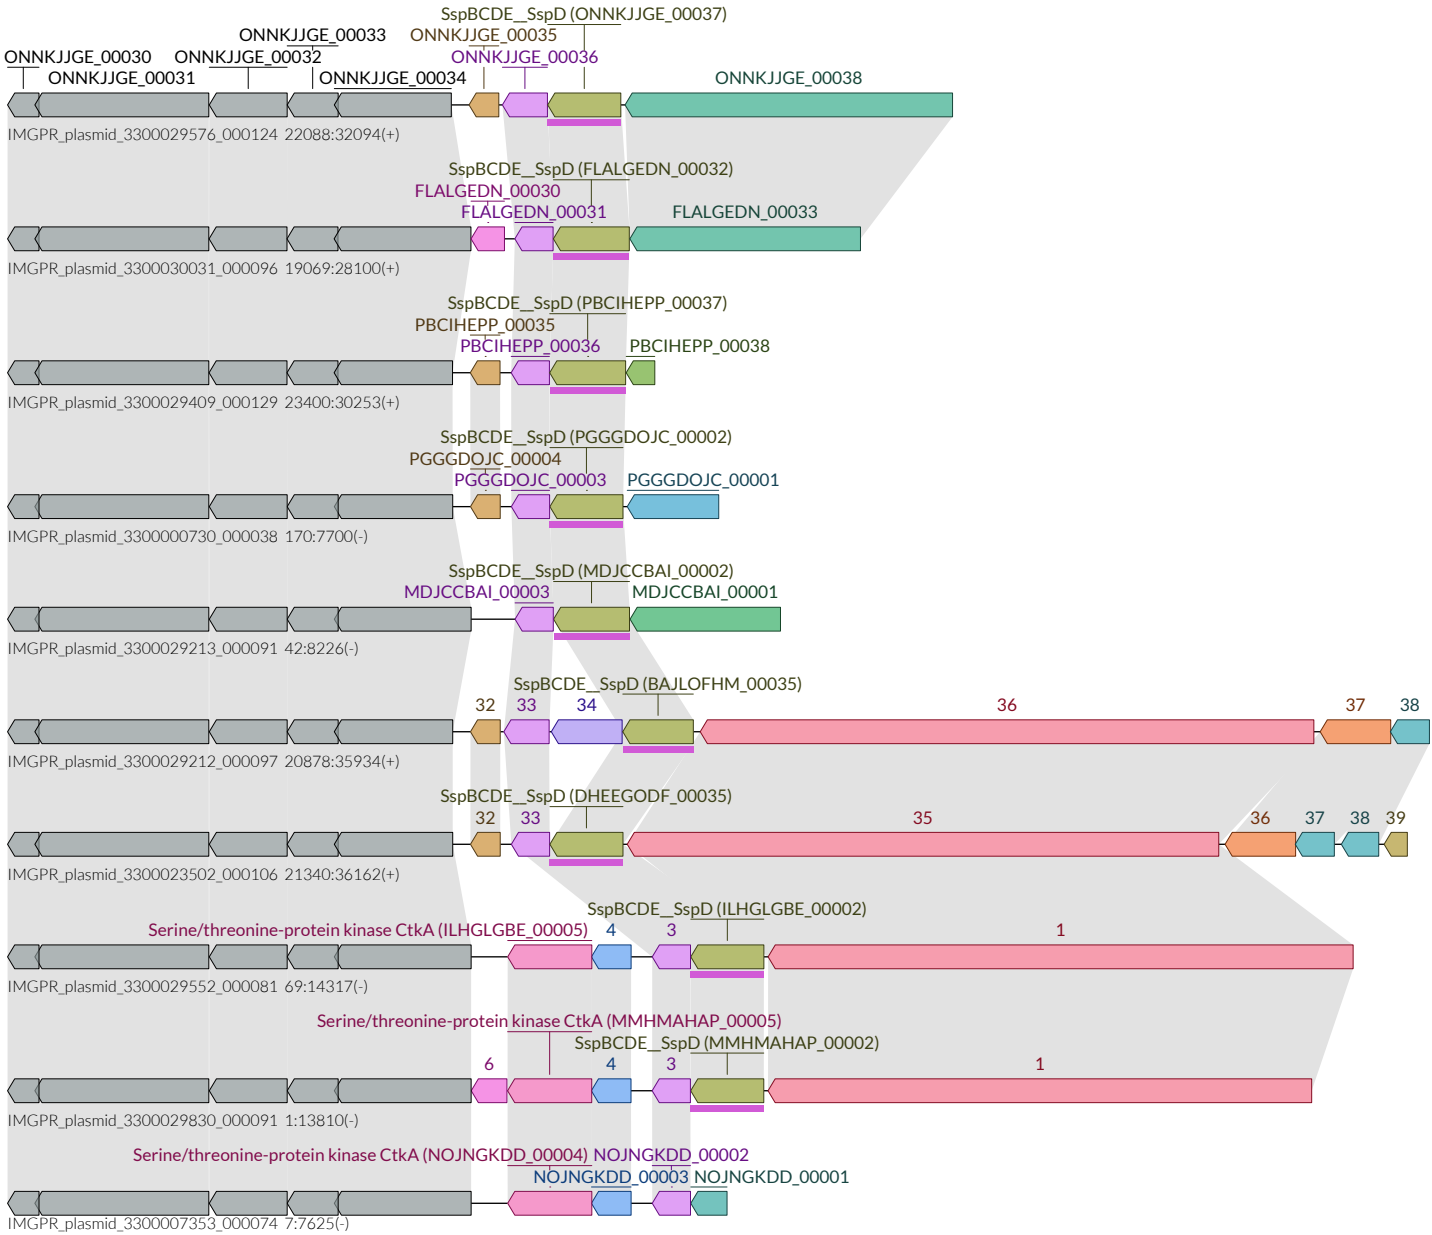 SspBCDE__SspD (ONNKJJGE_00037)
ONNKJJGE_00033 ONNKJJGE_00035
ONNKJJGE_00030 ONNKJJGE_00032 ONNKJJGE_00036
ONNKJJGE_00031 ONNKJJGE_00034 ONNKJJGE_00038
IMGPR_plasmid_3300029576_000124 22088:32094(+)
SspBCDE__SspD (FLALGEDN_00032)
FLALGEDN_00030
FLALGEDN_00031 FLALGEDN_00033
IMGPR_plasmid_3300030031_000096 19069:28100(+)
SspBCDE__SspD (PBCIHEPP_00037)
PBCIHEPP_00035
PBCIHEPP_00036 PBCIHEPP_00038
IMGPR_plasmid_3300029409_000129 23400:30253(+)
SspBCDE__SspD (PGGGDOJC_00002)
PGGGDOJC_00004
PGGGDOJC_00003 PGGGDOJC_00001
IMGPR_plasmid_3300000730_000038 170:7700(-)
SspBCDE__SspD (MDJCCBAI_00002)
MDJCCBAI_00003 MDJCCBAI_00001
IMGPR_plasmid_3300029213_000091 42:8226(-)
SspBCDE__SspD (BAJLOFHM_00035)
32 33 34 36 37 38
IMGPR_plasmid_3300029212_000097 20878:35934(+)
SspBCDE__SspD (DHEEGODF_00035)
32 33 35 36 37 38 39
IMGPR_plasmid_3300023502_000106 21340:36162(+)
SspBCDE__SspD (ILHGLGBE_00002)
Serine/threonine-protein kinase CtkA (ILHGLGBE_00005) 4 3 1
IMGPR_plasmid_3300029552_000081 69:14317(-)
Serine/threonine-protein kinase CtkA (MMHMAHAP_00005)
SspBCDE__SspD (MMHMAHAP_00002)
6 4 3 1
IMGPR_plasmid_3300029830_000091 1:13810(-)
Serine/threonine-protein kinase CtkA (NOJNGKDD_00004) NOJNGKDD_00002
NOJNGKDD_00003 NOJNGKDD_00001
IMGPR_plasmid_3300007353_000074 7:7625(-)